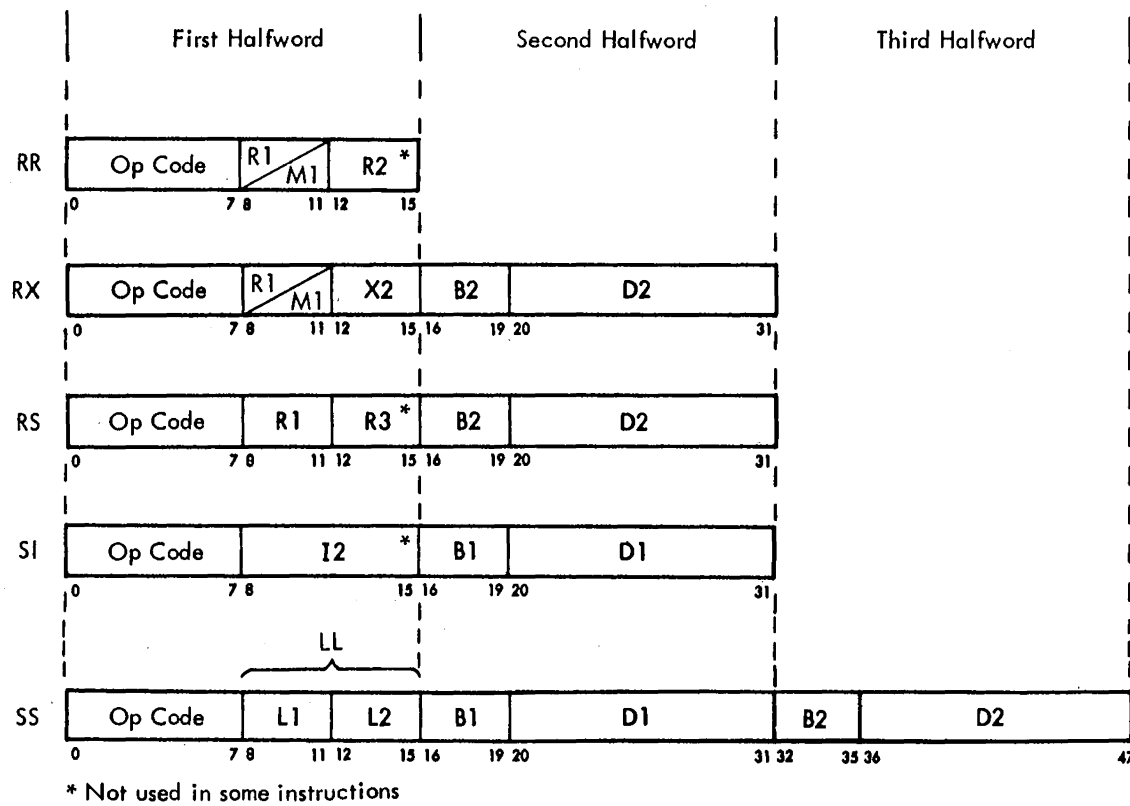 First Halfword Second Halfword Third Halfword
RR Op Code R1 M1 R2 *
0 7 8 11 12 15
RX Op Code R1 M1 X2 B2 D2
0 7 8 11 12 15 16 19 20 31
RS Op Code R1 R3 * B2 D2
0 7 8 11 12 15 16 19 20 31
SI Op Code I2 * B1 D1
0 7 8 15 16 19 20 31
LL
SS Op Code L1 L2 B1 D1 B2 D2
0 7 8 11 12 15 16 19 20 31 32 35 36 47
* Not used in some instructions